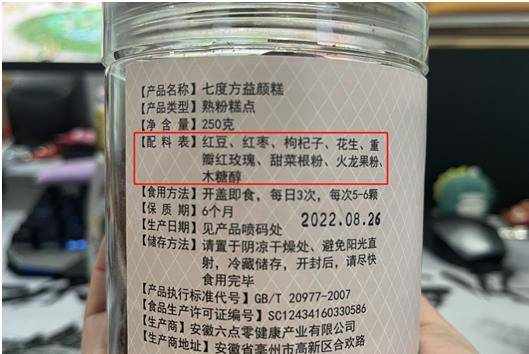 【产品名称】七度方益颜糕
【产品类型】熟粉糕点
【净 含 量】250克
【配 料 表】红豆、红枣、枸杞子、花生、重
瓣红玫瑰、甜菜根粉、火龙果粉、
木糖醇
【食用方法】开盖即食，每日3次，每次5-6颗
【保 质 期】6个月
【生产日期】见产品喷码处 2022.08.26
【储存方法】请置于阴凉干燥处、避免阳光直
射，冷藏储存，开封后，请尽快
食用完毕
【产品执行标准代号】GB/T 20977-2007
【食品生产许可证编号】SC12434160330586
【生产商】安徽六点零健康产业有限公司
【生产商地址】安徽省亳州市高新区合欢路